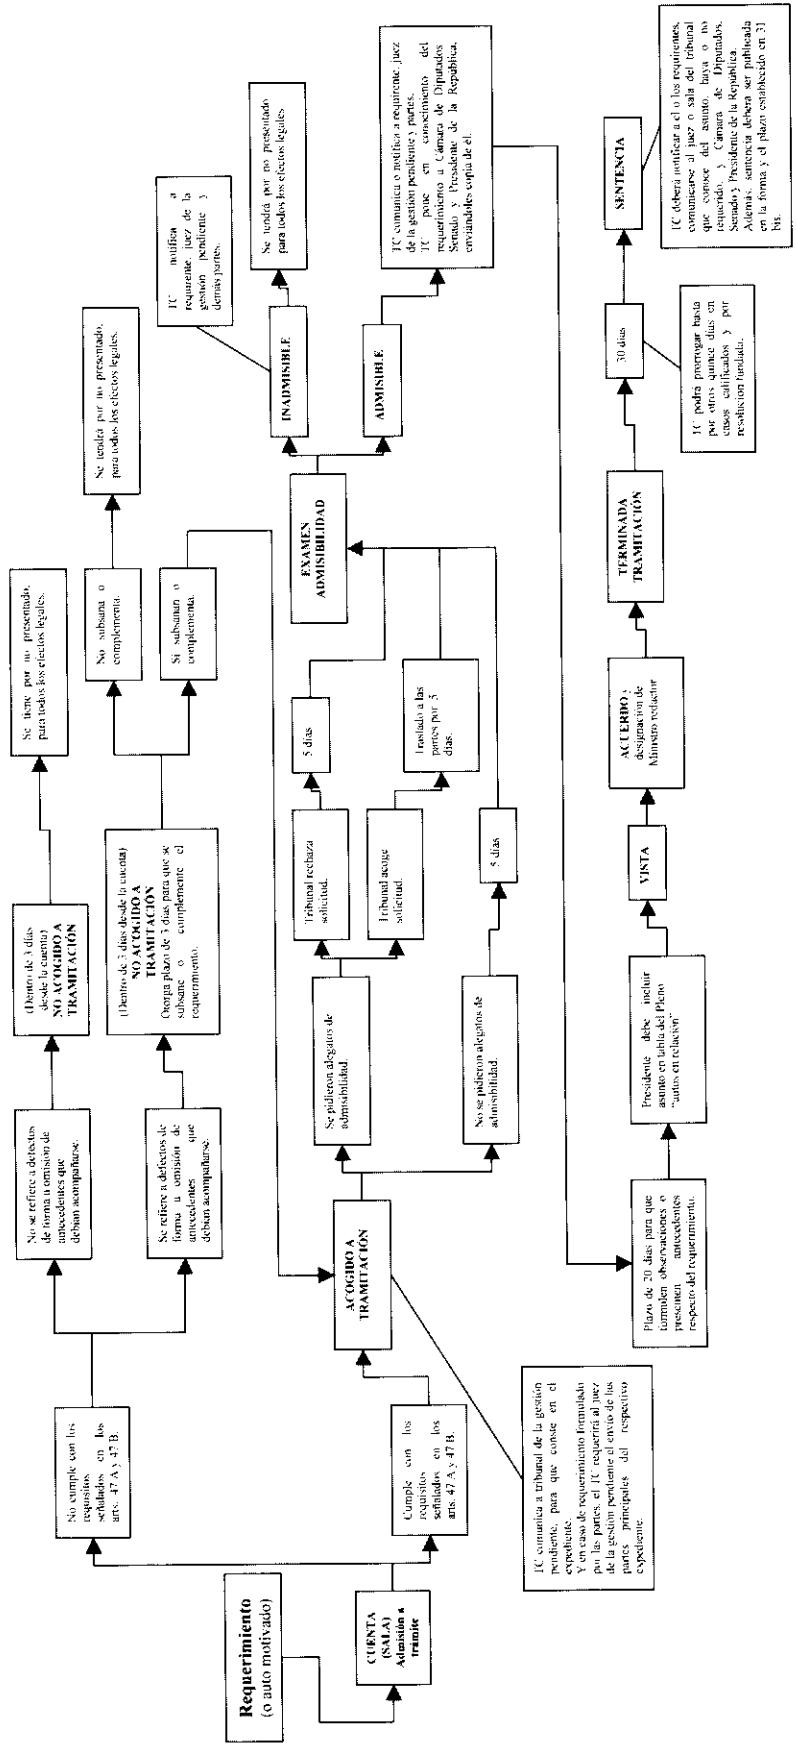 Requerimiento
(o auto motivado)
CUENTA
(SALA)
Admisión a
trámite
No cumple con los
requisitos
señalados en los
arts. 47 A y 47 B.
Cumple con los
requisitos
señalados en los
arts. 47 A y 47 B.
No se refiere a defectos
de forma u omisión de
antecedentes que
debían acompañarse.
Se refiere a defectos de
forma u omisión de
antecedentes que
debían acompañarse.
(Dentro de 3 días
desde la cuenta)
NO ACOGIDO A
TRAMITACIÓN
(Dentro de 3 días desde la cuenta)
NO ACOGIDO A
TRAMITACIÓN
Otorga plazo de 3 días para que se
subsane o complemente el
requerimiento.
Se tiene por no presentado,
para todos los efectos legales.
No subsana o
complementa.
Si subsanan o
complementa.
Se tendrá por no presentado,
para todos los efectos legales.
ACOGIDO A
TRAMITACIÓN
TC comunica a tribunal de la gestión
pendiente, para que conste en el
expediente.
Y en caso de requerimiento formulado
por las partes, el TC requerirá al juez
de la gestión pendiente el envío de las
partes principales del respectivo
expediente.
Se pidieron alegatos de
admisibilidad.
No se pidieron alegatos de
admisibilidad.
Tribunal rechaza
solicitud.
Tribunal acoge
solicitud.
5 días
Traslado a las
partes por 5
días.
5 días
EXAMEN
ADMISIBILIDAD
INADMISIBLE
ADMISIBLE
TC notifica a
requirente, juez de la
gestión pendiente y
demás partes.
Se tendrá por no presentado
para todos los efectos legales
TC comunica o notifica a requirente, juez
de la gestión pendiente y partes.
TC pone en conocimiento del
requerimiento a Cámara de Diputados
Senado y Presidente de la República,
enviándoles copia de él.
Plazo de 20 días para que
formulen observaciones o
presenten antecedentes
respecto del requerimiento.
Presidente debe incluir
asunto en tabla del Pleno
"autos en relación"
VISTA
ACUERDO y
designación de
Ministro redactor
TERMINADA
TRAMITACIÓN
30 días
TC podrá prorrogar hasta
por otros quince días en
casos calificados y por
resolución fundada.
SENTENCIA
TC deberá notificar a el o los requirentes,
comunicarse al juez o sala del tribunal
que conoce del asunto, haya o no
requerido, y Cámara de Diputados,
Senado y Presidente de la República.
Además, sentencia deberá ser publicada
en la forma y el plazo establecido en 31
bis.